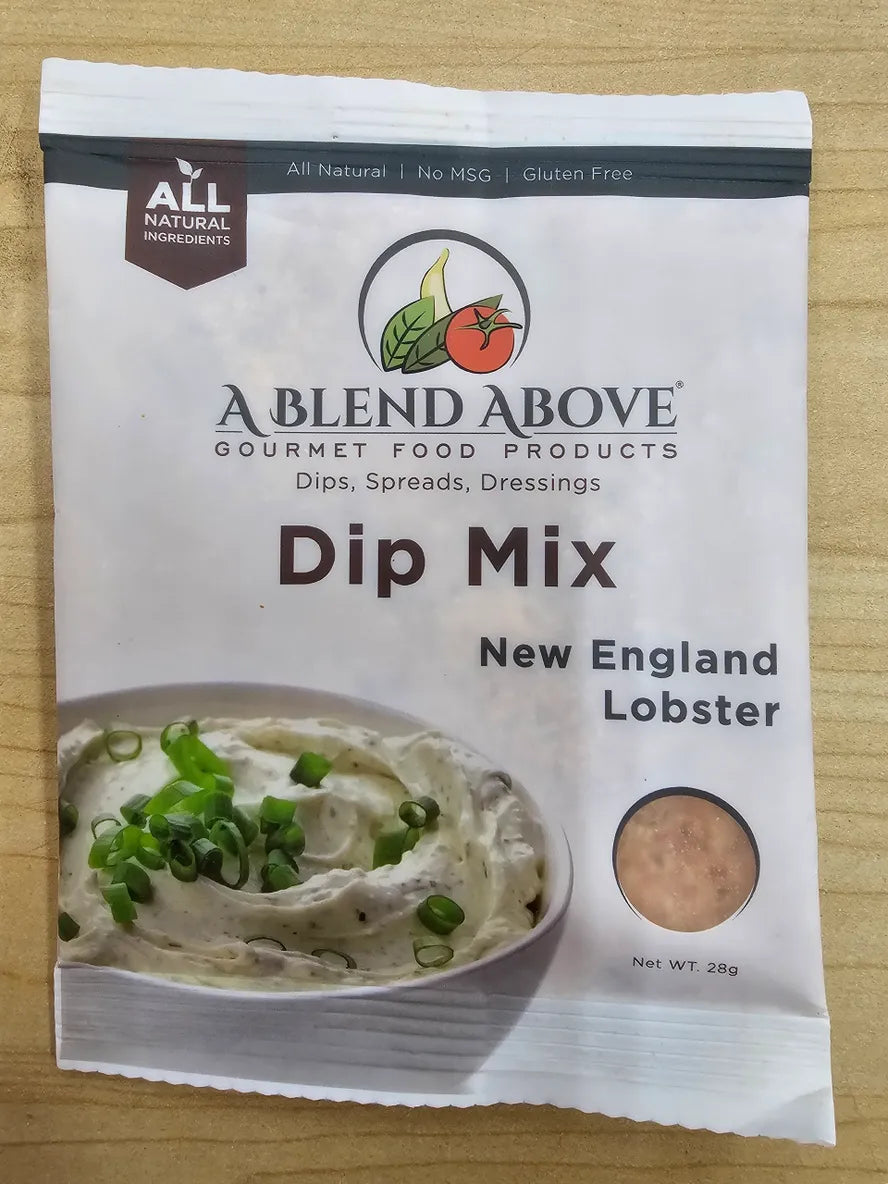 All Natural | No MSG | Gluten Free
ALL
NATURAL
INGREDIENTS
A BLEND ABOVE®
GOURMET FOOD PRODUCTS
Dips, Spreads, Dressings
Dip Mix
New England
Lobster
Net WT. 28g